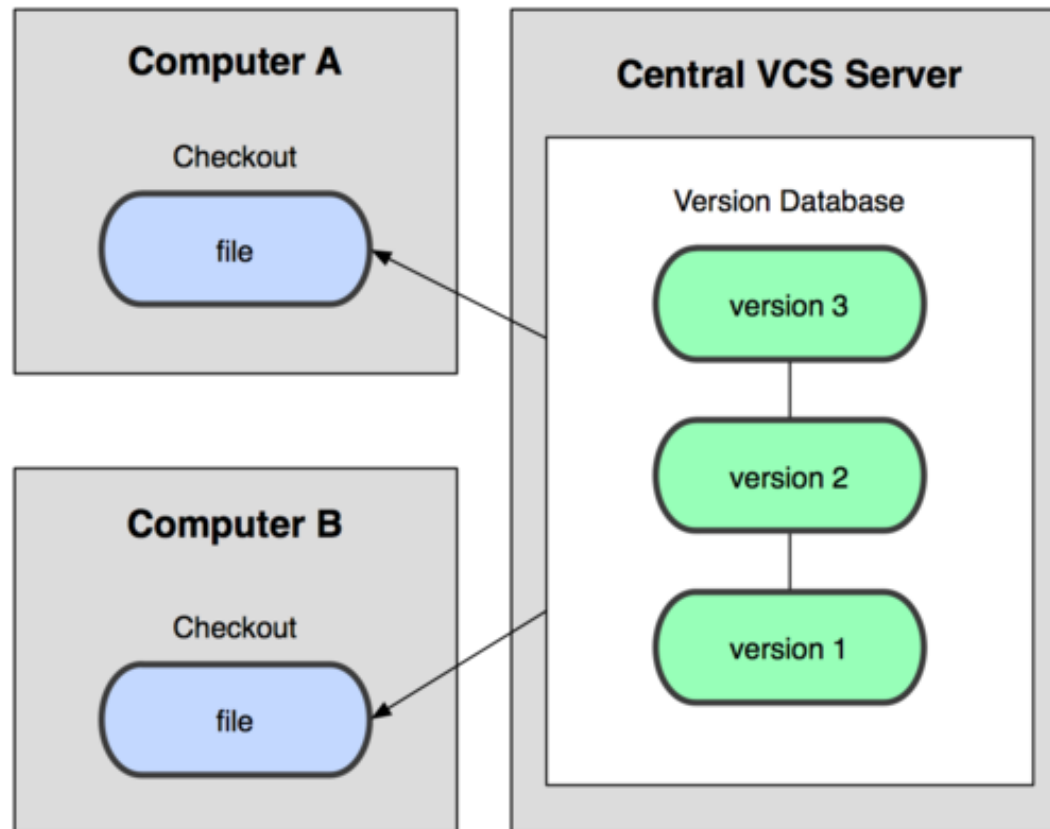 Computer A
Checkout
file
Computer B
Checkout
file
Central VCS Server
Version Database
version 3
version 2
version 1